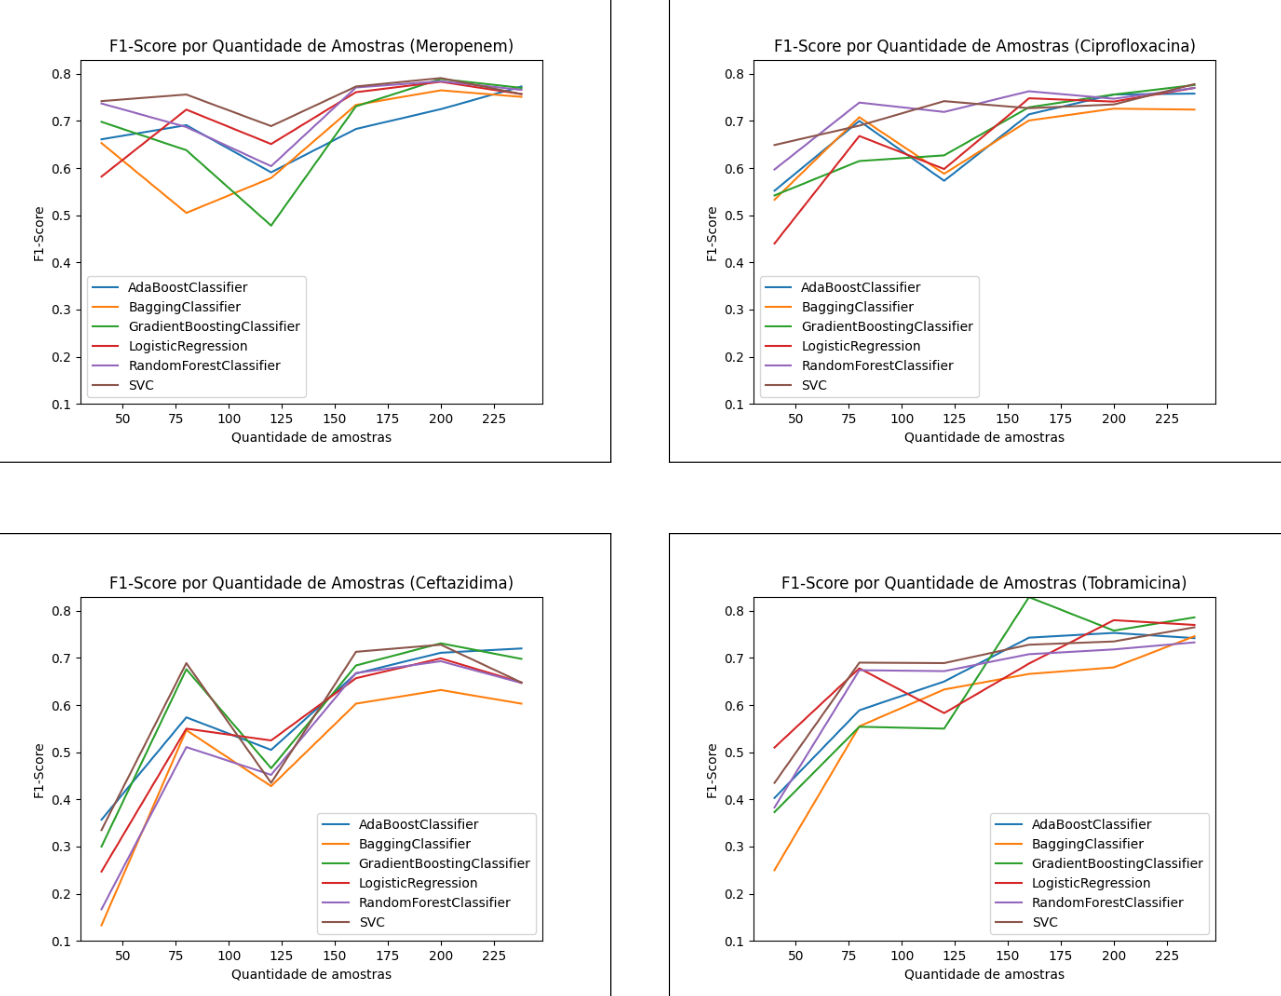 F1-Score por Quantidade de Amostras (Meropenem)
0.8
0.7
0.6
0.5
0.4
0.3
0.2
0.1
F1-Score
AdaBoostClassifier
BaggingClassifier
GradientBoostingClassifier
LogisticRegression
RandomForestClassifier
SVC
50 75 100 125 150 175 200 225
Quantidade de amostras
F1-Score por Quantidade de Amostras (Ciprofloxacina)
0.8
0.7
0.6
0.5
0.4
0.3
0.2
0.1
F1-Score
AdaBoostClassifier
BaggingClassifier
GradientBoostingClassifier
LogisticRegression
RandomForestClassifier
SVC
50 75 100 125 150 175 200 225
Quantidade de amostras
F1-Score por Quantidade de Amostras (Ceftazidima)
0.8
0.7
0.6
0.5
0.4
0.3
0.2
0.1
F1-Score
AdaBoostClassifier
BaggingClassifier
GradientBoostingClassifier
LogisticRegression
RandomForestClassifier
SVC
50 75 100 125 150 175 200 225
Quantidade de amostras
F1-Score por Quantidade de Amostras (Tobramicina)
0.8
0.7
0.6
0.5
0.4
0.3
0.2
0.1
F1-Score
AdaBoostClassifier
BaggingClassifier
GradientBoostingClassifier
LogisticRegression
RandomForestClassifier
SVC
50 75 100 125 150 175 200 225
Quantidade de amostras